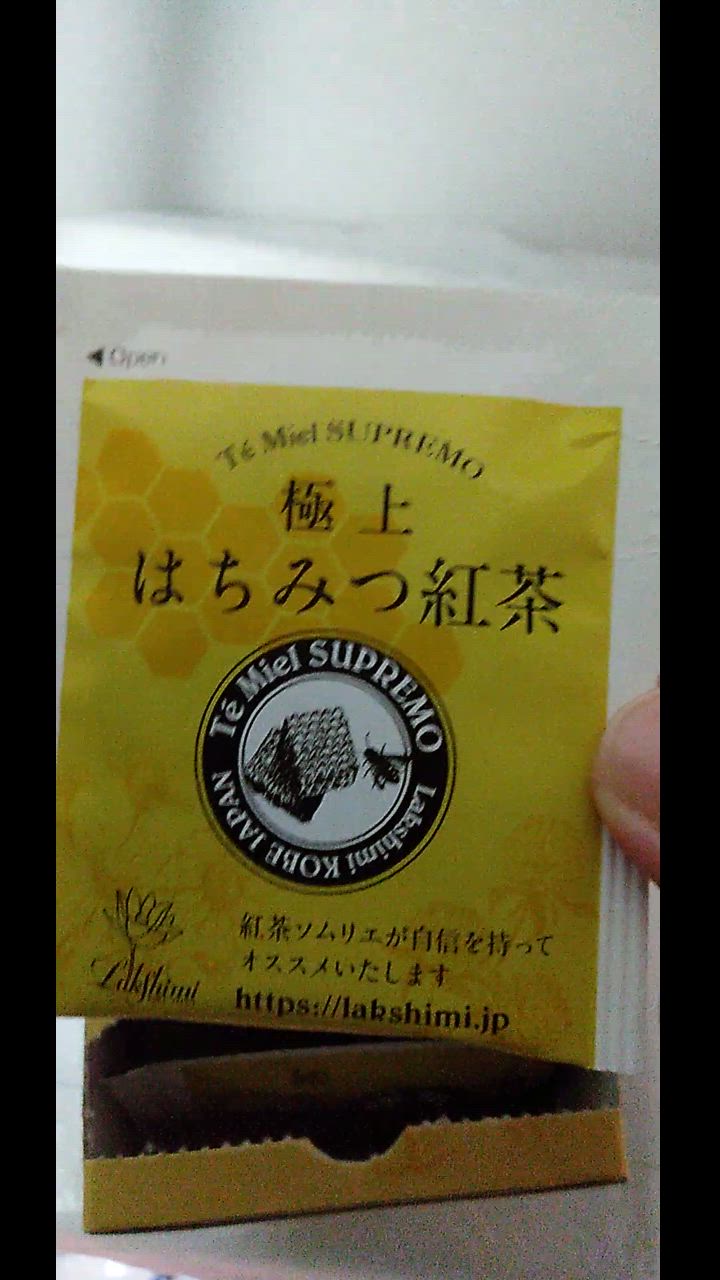 ◀Open
Té Miel SUPREMO
極上
はちみつ紅茶
Té Miel SUPREMO
Lakshimi KOBE JAPAN
紅茶ソムリエが自信を持って
オススメいたします
Lakshimi
https://lakshimi.jp